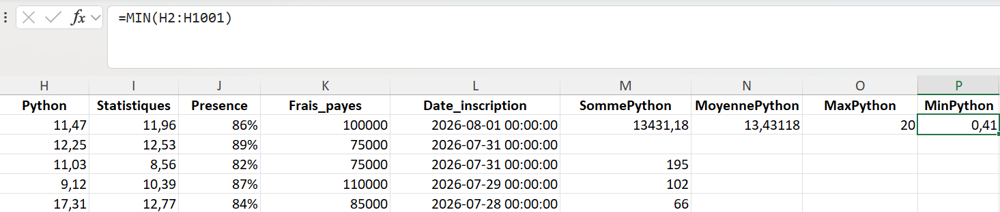 fx =MIN(H2:H1001)
H I J K L M N O P
Python Statistiques Presence Frais_payes Date_inscription SommePython MoyennePython MaxPython MinPython
11,47 11,96 86% 100000 2026-08-01 00:00:00 13431,18 13,43118 20 0,41
12,25 12,53 89% 75000 2026-07-31 00:00:00
11,03 8,56 82% 75000 2026-07-31 00:00:00 195
9,12 10,39 87% 110000 2026-07-29 00:00:00 102
17,31 12,77 84% 85000 2026-07-28 00:00:00 66